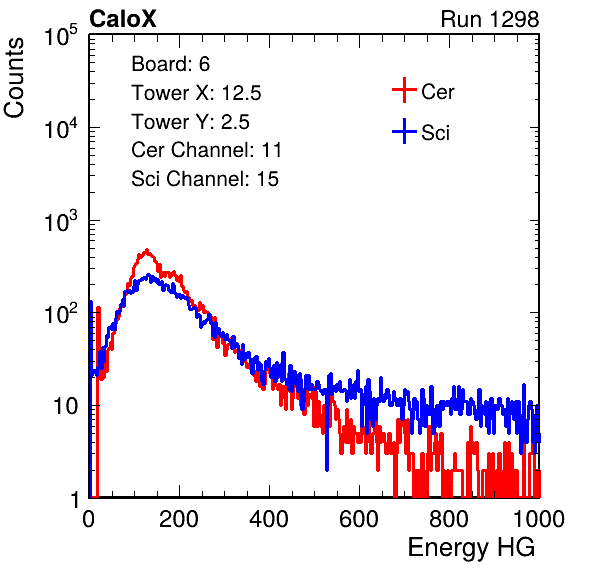 CaloX Run 1298
Counts
Board: 6
Tower X: 12.5
Tower Y: 2.5
Cer Channel: 11
Sci Channel: 15
Cer
Sci
10^5
10^4
10^3
10^2
10
1
0 200 400 600 800 1000
Energy HG